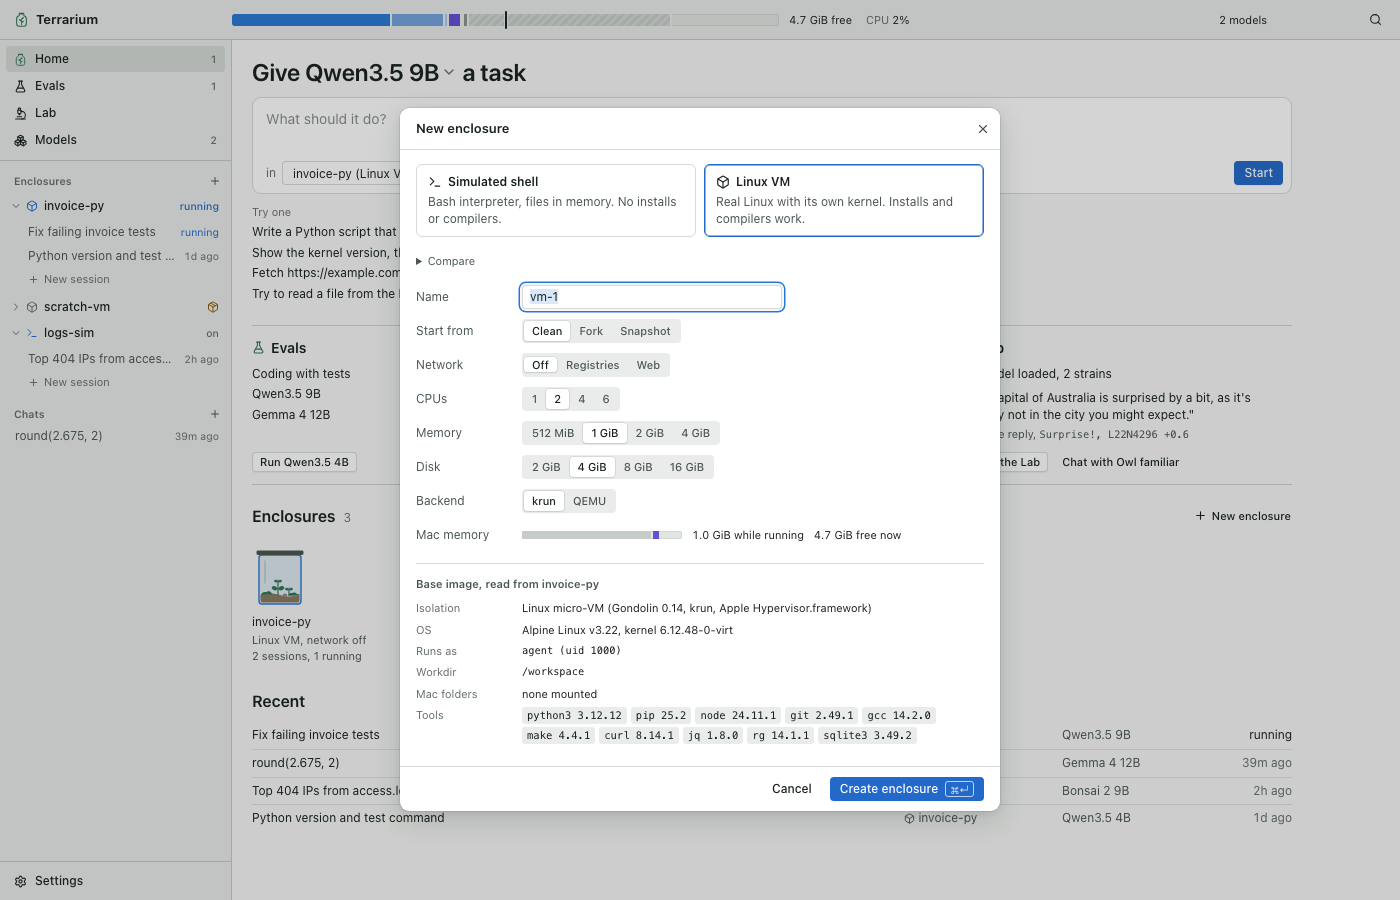 Terrarium
4.7 GiB free CPU 2%
2 models
Home 1
Evals 1
Lab
Models 2
Enclosures
invoice-py running
Fix failing invoice tests running
Python version and test ... 1d ago
New session
scratch-vm
logs-sim on
Top 404 IPs from acces... 2h ago
New session
Chats
round(2.675, 2) 39m ago
Settings
Give Qwen3.5 9B a task
What should it do?
in invoice-py (Linux V
Start
Try one
Write a Python script that
Show the kernel version, t
Fetch https://example.com
Try to read a file from the
Evals
Coding with tests
Qwen3.5 9B
Gemma 4 12B
Run Qwen3.5 4B
el loaded, 2 strains
apital of Australia is surprised by a bit, as it's
y not in the city you might expect."
e reply, Surprise!, L22N4296 +0.6
the Lab
Chat with Owl familiar
Enclosures 3
New enclosure
invoice-py
Linux VM, network off
2 sessions, 1 running
Recent
Fix failing invoice tests Qwen3.5 9B running
round(2.675, 2) Gemma 4 12B 39m ago
Top 404 IPs from access.l Bonsai 2 9B 2h ago
Python version and test command invoice-py Qwen3.5 4B 1d ago
New enclosure
Simulated shell
Bash interpreter, files in memory. No installs
or compilers.
Linux VM
Real Linux with its own kernel. Installs and
compilers work.
Compare
Name vm-1
Start from Clean Fork Snapshot
Network Off Registries Web
CPUs 1 2 4 6
Memory 512 MiB 1 GiB 2 GiB 4 GiB
Disk 2 GiB 4 GiB 8 GiB 16 GiB
Backend krun QEMU
Mac memory 1.0 GiB while running 4.7 GiB free now
Base image, read from invoice-py
Isolation Linux micro-VM (Gondolin 0.14, krun, Apple Hypervisor.framework)
OS Alpine Linux v3.22, kernel 6.12.48-0-virt
Runs as agent (uid 1000)
Workdir /workspace
Mac folders none mounted
Tools python3 3.12.12 pip 25.2 node 24.11.1 git 2.49.1 gcc 14.2.0
make 4.4.1 curl 8.14.1 jq 1.8.0 rg 14.1.1 sqlite3 3.49.2
Cancel
Create enclosure ⌘↵